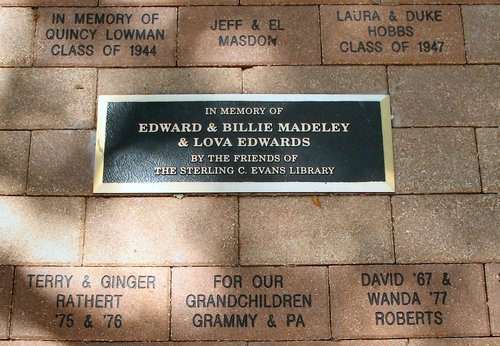 IN MEMORY OF
QUINCY LOWMAN
CLASS OF 1944
JEFF & EL
MASDON
LAURA & DUKE
HOBBS
CLASS OF 1947
IN MEMORY OF
EDWARD & BILLIE MADELEY
& LOVA EDWARDS
BY THE FRIENDS OF
THE STERLING C. EVANS LIBRARY
TERRY & GINGER
RATHERT
'75 & '76
FOR OUR
GRANDCHILDREN
GRAMMY & PA
DAVID '67 &
WANDA '77
ROBERTS